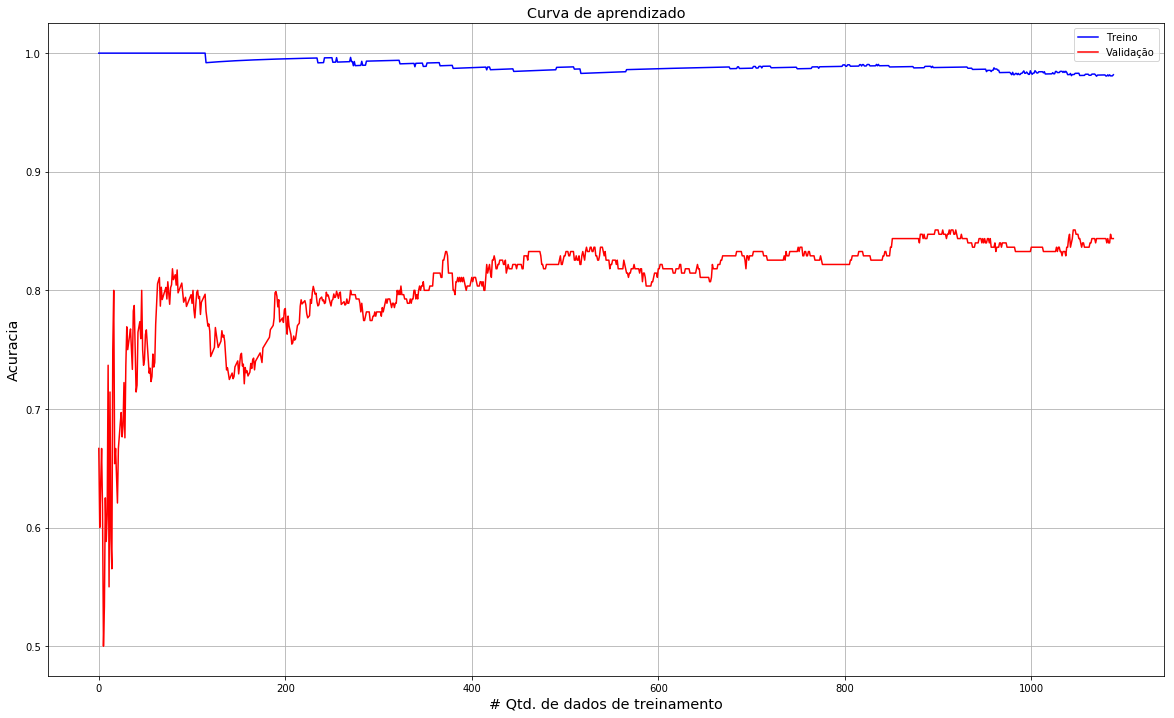 Curva de aprendizado
Treino
Validação
Acuracia
1.0
0.9
0.8
0.7
0.6
0.5
0
200
400
600
800
1000
# Qtd. de dados de treinamento